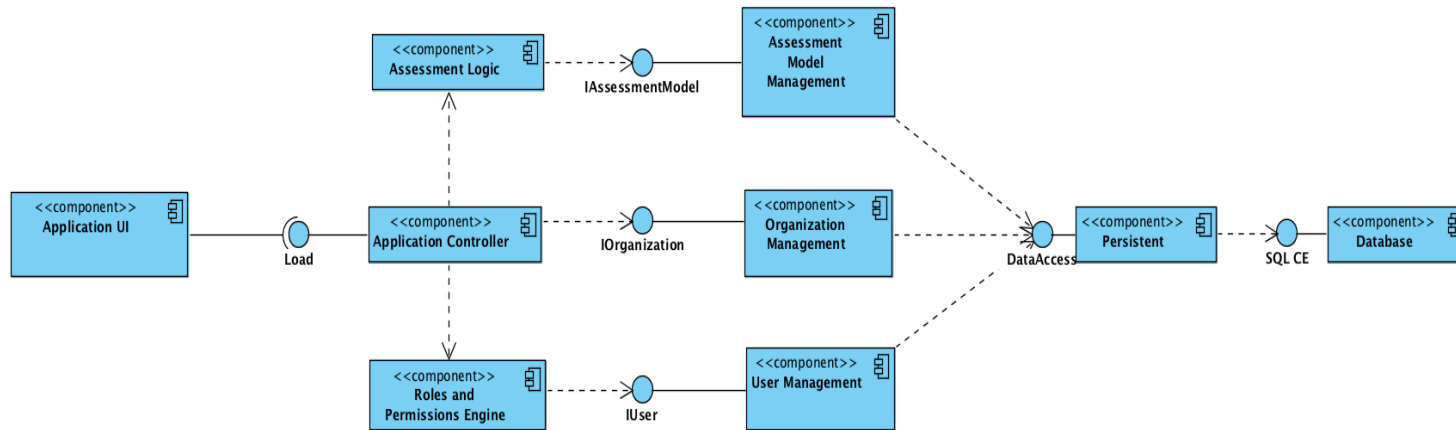 <<component>>
Assessment
Model
Management
<<component>>
Assessment Logic
IAssessmentModel
<<component>>
Application UI
Load
<<component>>
Application Controller
IOrganization
<<component>>
Organization
Management
DataAccess
<<component>>
Persistent
SQL CE
<<component>>
Database
<<component>>
Roles and
Permissions Engine
IUser
<<component>>
User Management